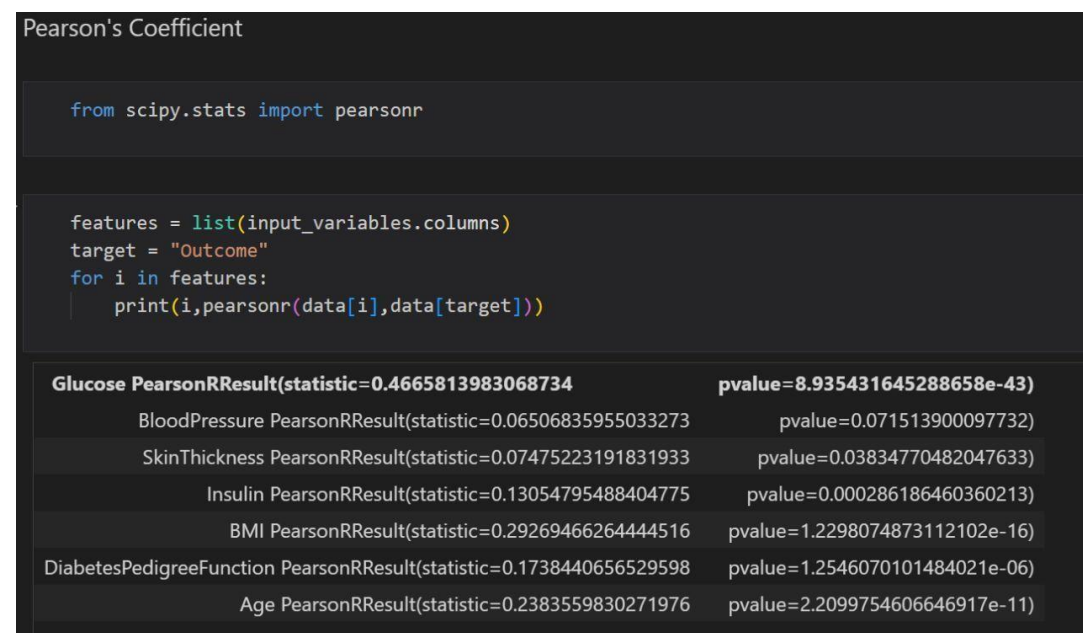 Pearson's Coefficient
from scipy.stats import pearsonr
features = list(input_variables.columns)
target = "Outcome"
for i in features:
    print(i,pearsonr(data[i],data[target]))
Glucose PearsonRResult(statistic=0.4665813983068734 pvalue=8.935431645288658e-43)
BloodPressure PearsonRResult(statistic=0.06506835955033273 pvalue=0.071513900097732)
SkinThickness PearsonRResult(statistic=0.07475223191831933 pvalue=0.03834770482047633)
Insulin PearsonRResult(statistic=0.13054795488404775 pvalue=0.000286186460360213)
BMI PearsonRResult(statistic=0.29269466264444516 pvalue=1.2298074873112102e-16)
DiabetesPedigreeFunction PearsonRResult(statistic=0.1738440656529598 pvalue=1.2546070101484021e-06)
Age PearsonRResult(statistic=0.2383559830271976 pvalue=2.2099754606646917e-11)